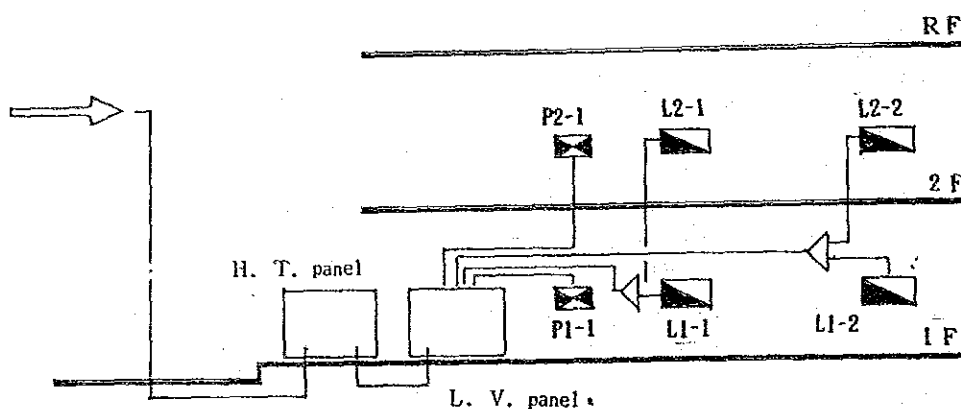 RF
P2-1
L2-1
L2-2
2F
H. T. panel
P1-1
L1-1
L1-2
1F
L. V. panel